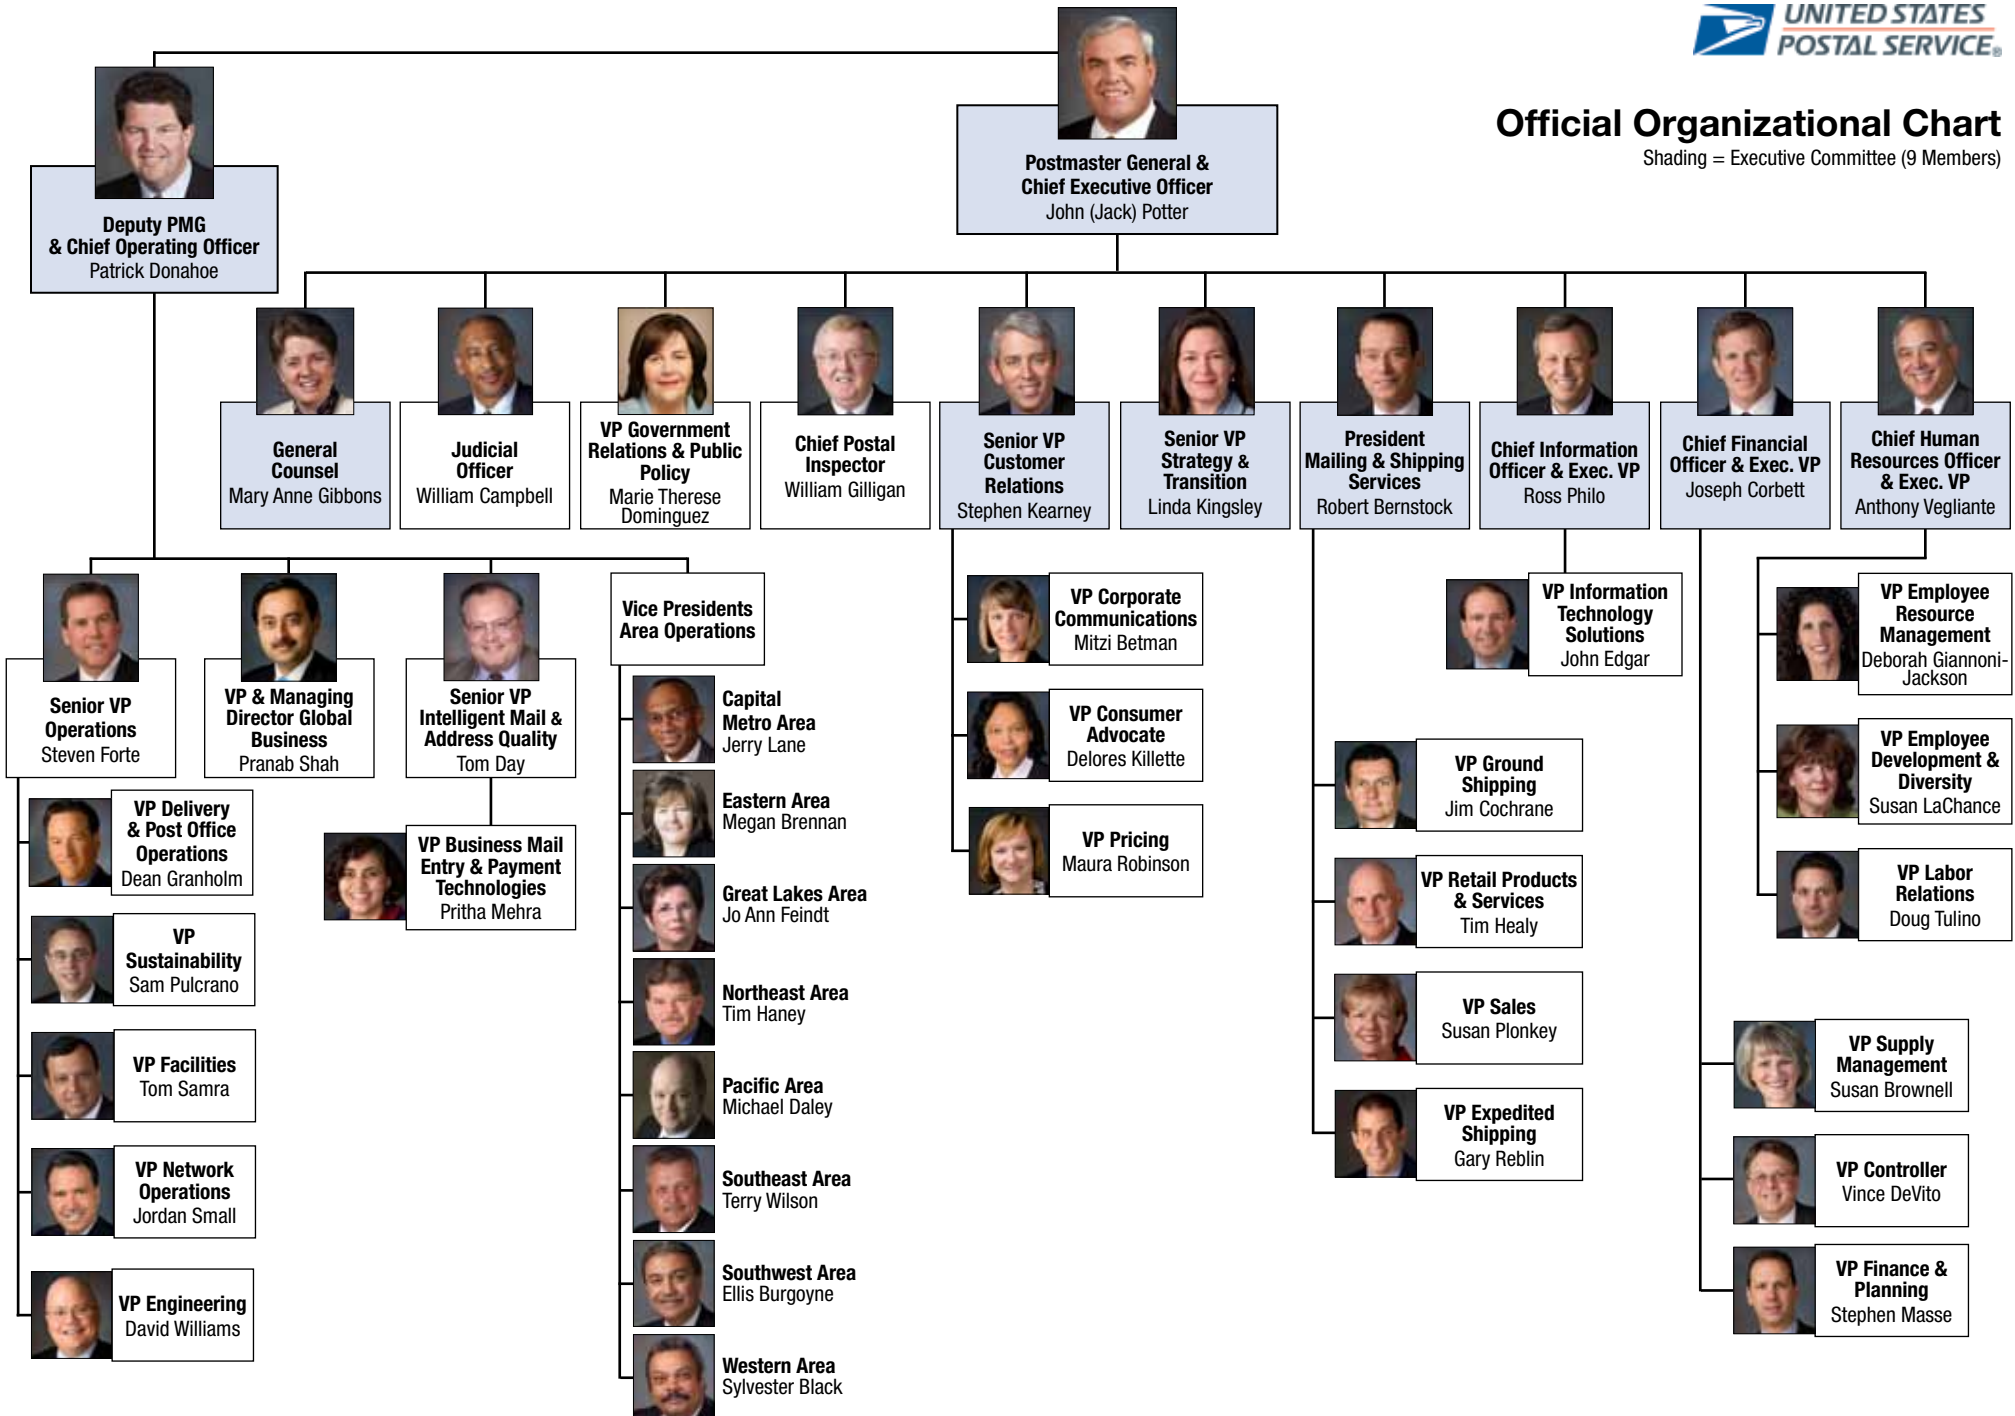 UNITED STATES
POSTAL SERVICE®
Official Organizational Chart
Shading = Executive Committee (9 Members)
Postmaster General &
Chief Executive Officer
John (Jack) Potter
Deputy PMG
& Chief Operating Officer
Patrick Donahoe
General
Counsel
Mary Anne Gibbons
Judicial
Officer
William Campbell
VP Government
Relations & Public
Policy
Marie Therese
Dominguez
Chief Postal
Inspector
William Gilligan
Senior VP
Customer
Relations
Stephen Kearney
Senior VP
Strategy &
Transition
Linda Kingsley
President
Mailing & Shipping
Services
Robert Bernstock
Chief Information
Officer & Exec. VP
Ross Philo
Chief Financial
Officer & Exec. VP
Joseph Corbett
Chief Human
Resources Officer
& Exec. VP
Anthony Vegliante
Senior VP
Operations
Steven Forte
VP & Managing
Director Global
Business
Pranab Shah
Senior VP
Intelligent Mail &
Address Quality
Tom Day
Vice Presidents
Area Operations
VP Delivery
& Post Office
Operations
Dean Granholm
VP
Sustainability
Sam Pulcrano
VP Facilities
Tom Samra
VP Network
Operations
Jordan Small
VP Engineering
David Williams
VP Business Mail
Entry & Payment
Technologies
Pritha Mehra
Capital
Metro Area
Jerry Lane
Eastern Area
Megan Brennan
Great Lakes Area
Jo Ann Feindt
Northeast Area
Tim Haney
Pacific Area
Michael Daley
Southeast Area
Terry Wilson
Southwest Area
Ellis Burgoyne
Western Area
Sylvester Black
VP Corporate
Communications
Mitzi Betman
VP Consumer
Advocate
Delores Killette
VP Pricing
Maura Robinson
VP Ground
Shipping
Jim Cochrane
VP Retail Products
& Services
Tim Healy
VP Sales
Susan Plonkey
VP Expedited
Shipping
Gary Reblin
VP Information
Technology
Solutions
John Edgar
VP Supply
Management
Susan Brownell
VP Controller
Vince DeVito
VP Finance &
Planning
Stephen Masse
VP Employee
Resource
Management
Deborah Giannoni-
Jackson
VP Employee
Development &
Diversity
Susan LaChance
VP Labor
Relations
Doug Tulino